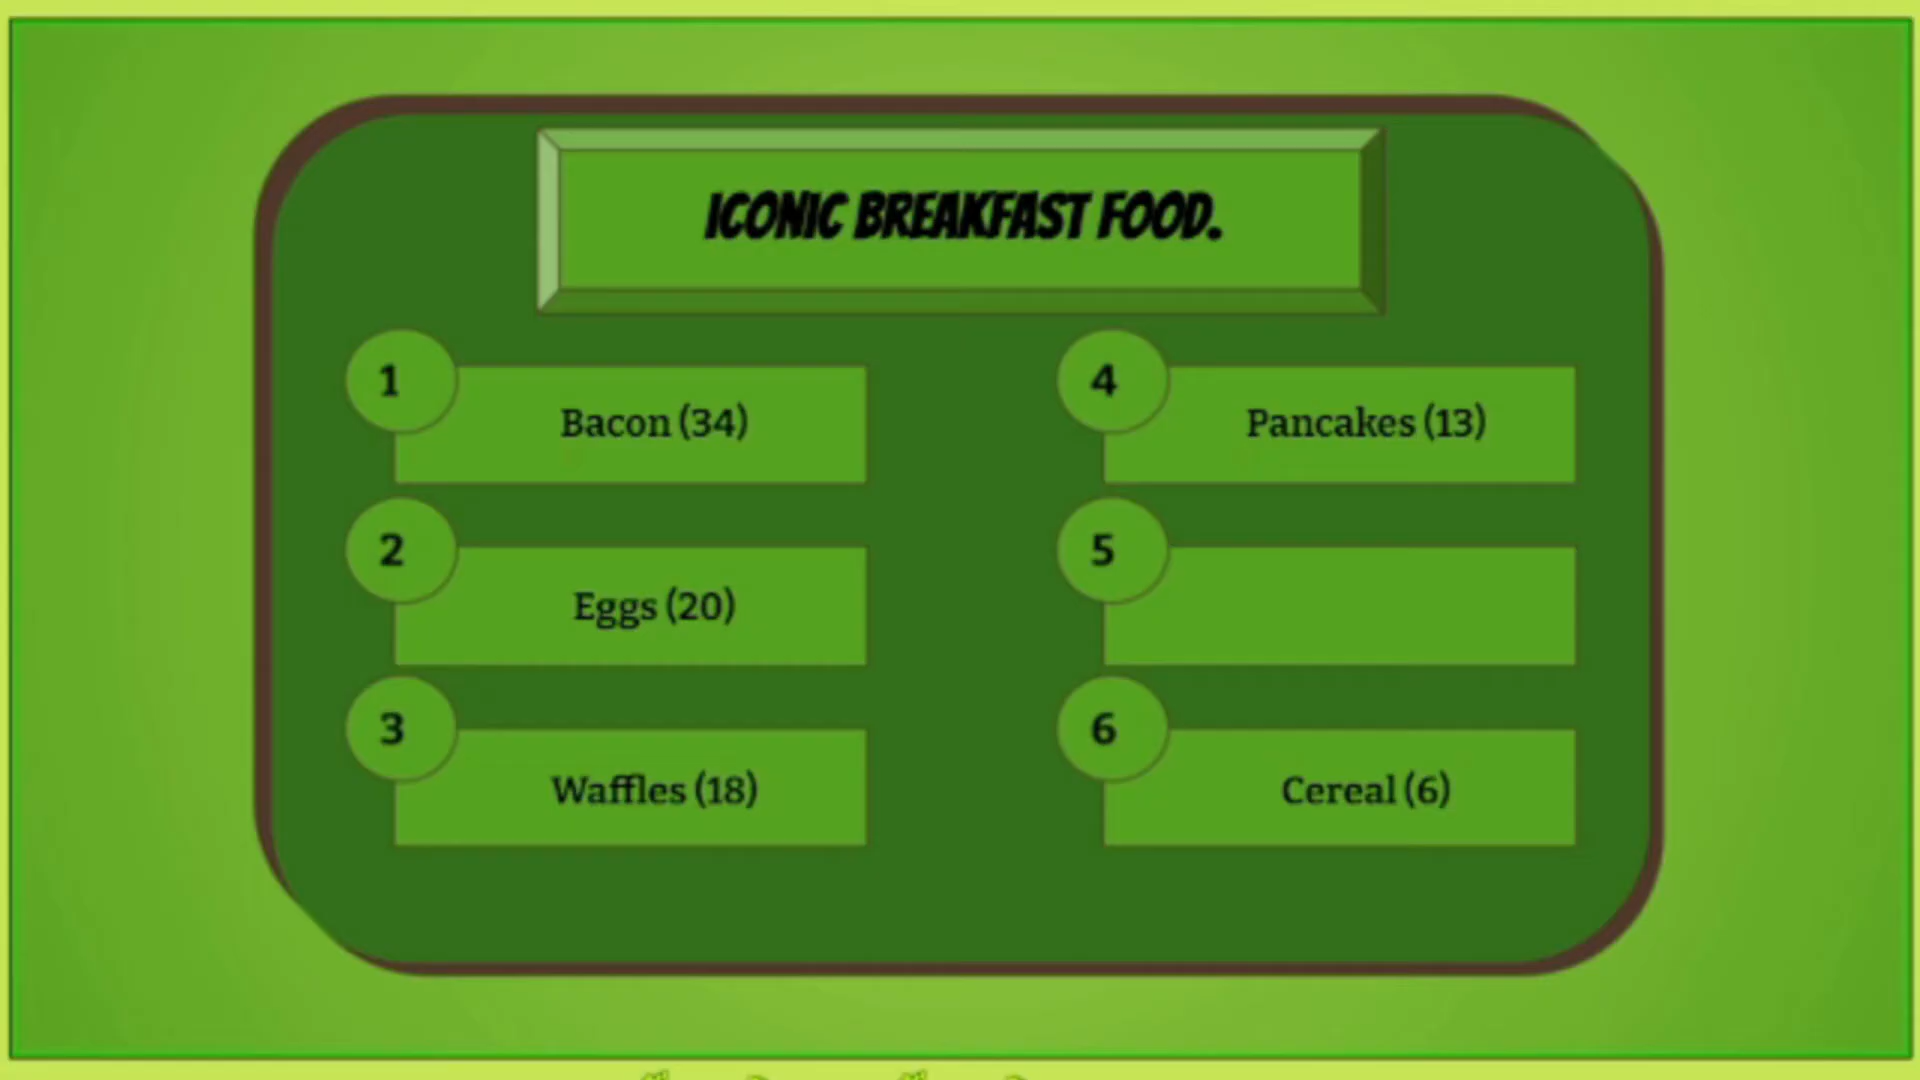 ICONIC BREAKFAST FOOD.
1
Bacon (34)
2
Eggs (20)
3
Waffles (18)
4
Pancakes (13)
5
6
Cereal (6)